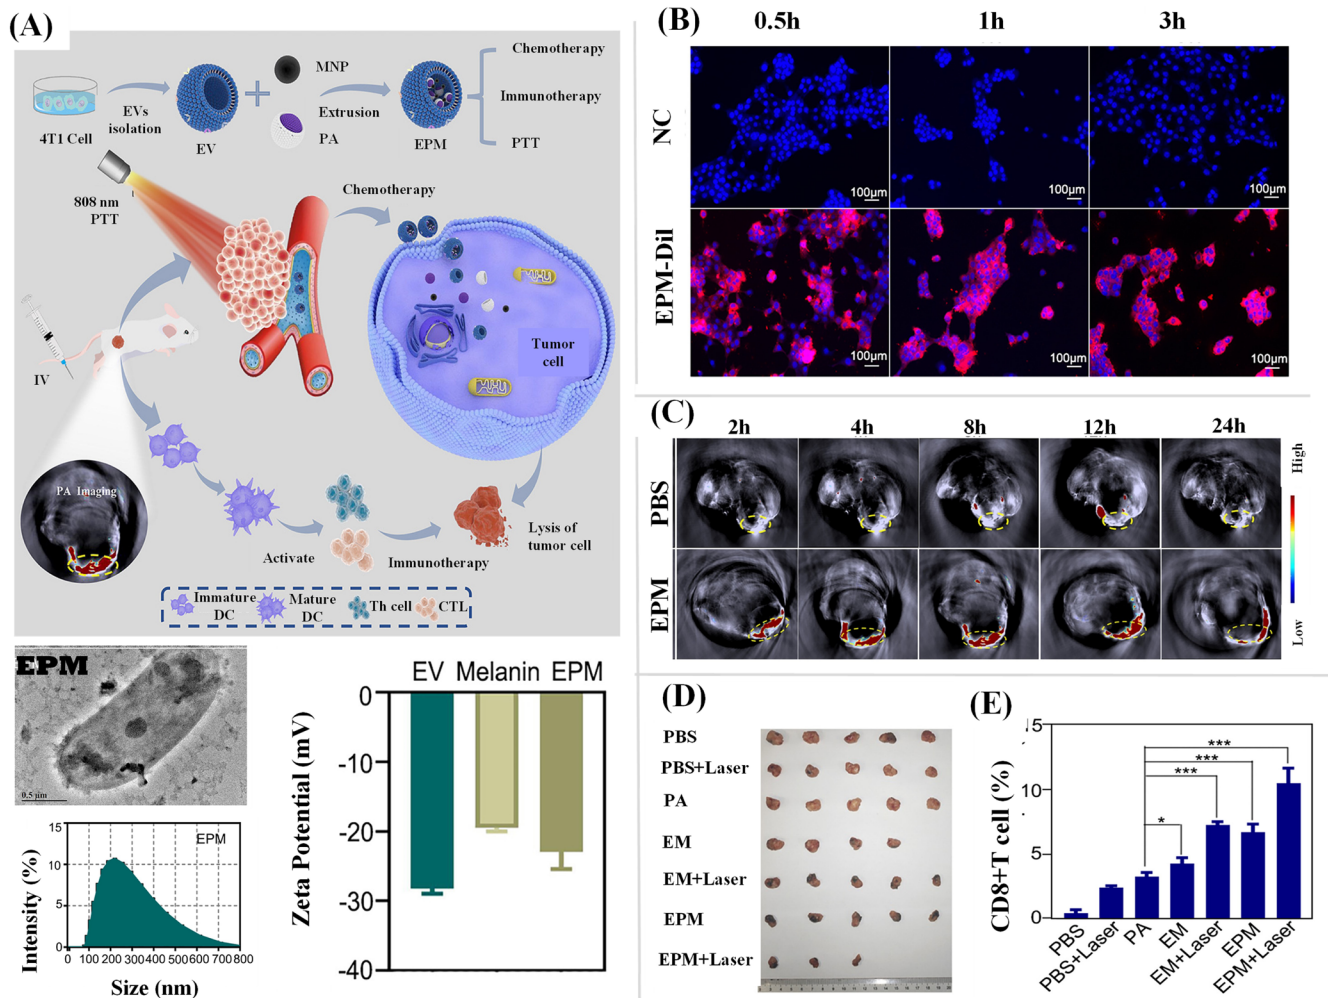 (A)
4T1 Cell
EVs
isolation
EV
MNP
PA
Extrusion
EPM
Chemotherapy
Immunotherapy
PTT
808 nm
PTT
Chemotherapy
IV
Tumor
cell
PA Imaging
Activate
Immunotherapy
Lysis of
tumor cell
Immature
DC
Mature
DC
Th cell
CTL
EPM
0.5 μm
Intensity (%)
15
10
5
0
EPM
0 100 200 300 400 500 600 700 800
Size (nm)
EV Melanin EPM
Zeta Potential (mV)
0
-10
-20
-30
-40
(B)
0.5h 1h 3h
NC
100μm 100μm 100μm
EPM-Dil
100μm 100μm 100μm
(C)
2h 4h 8h 12h 24h
PBS
EPM
High
Low
(D)
PBS
PBS+Laser
PA
EM
EM+Laser
EPM
EPM+Laser
(E)
CD8+T cell (%)
15
10
5
0
***
***
***
*
PBS
PBS+Laser
PA
EM
EM+Laser
EPM
EPM+Laser